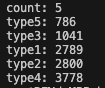 count: 5
type5: 786
type3: 1041
type1: 2789
type2: 2800
type4: 3778